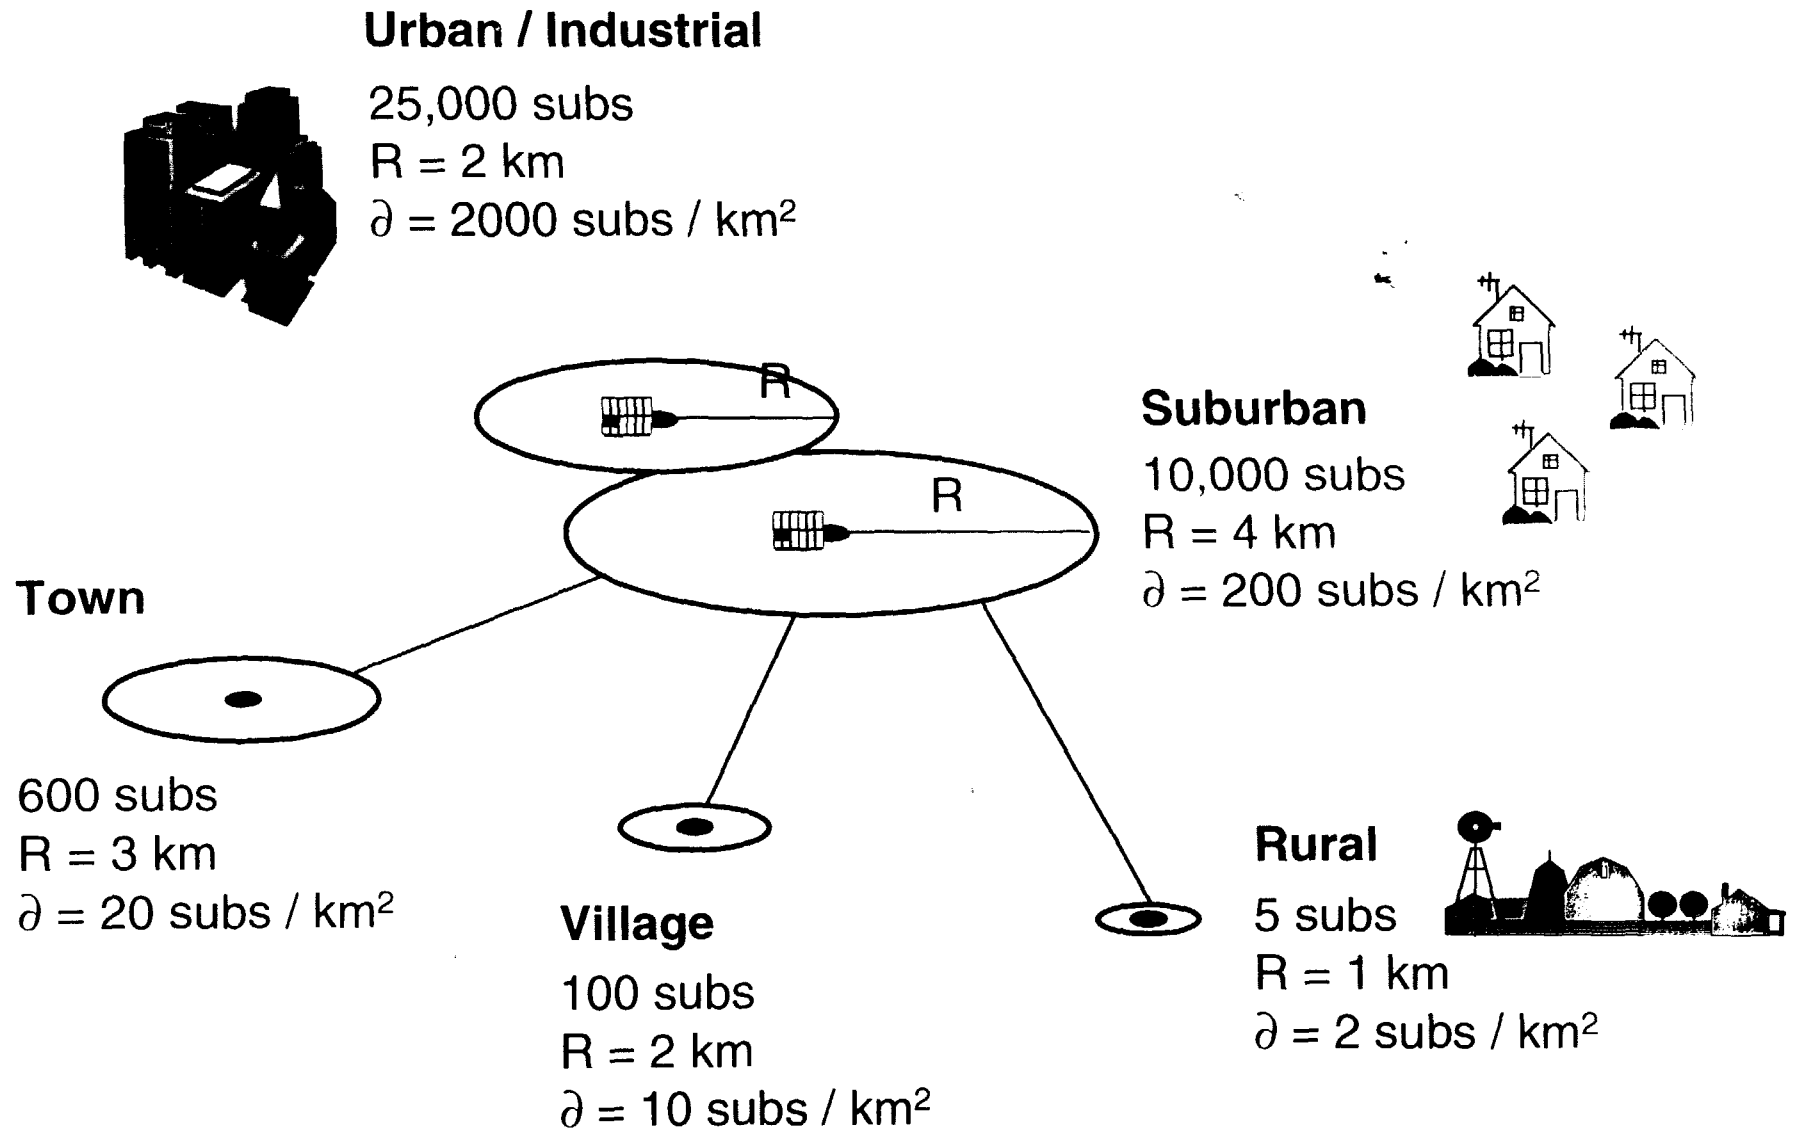 Urban / Industrial
25,000 subs
R = 2 km
∂ = 2000 subs / km²
R
R
Suburban
10,000 subs
R = 4 km
∂ = 200 subs / km²
Town
600 subs
R = 3 km
∂ = 20 subs / km²
Village
100 subs
R = 2 km
∂ = 10 subs / km²
Rural
5 subs
R = 1 km
∂ = 2 subs / km²